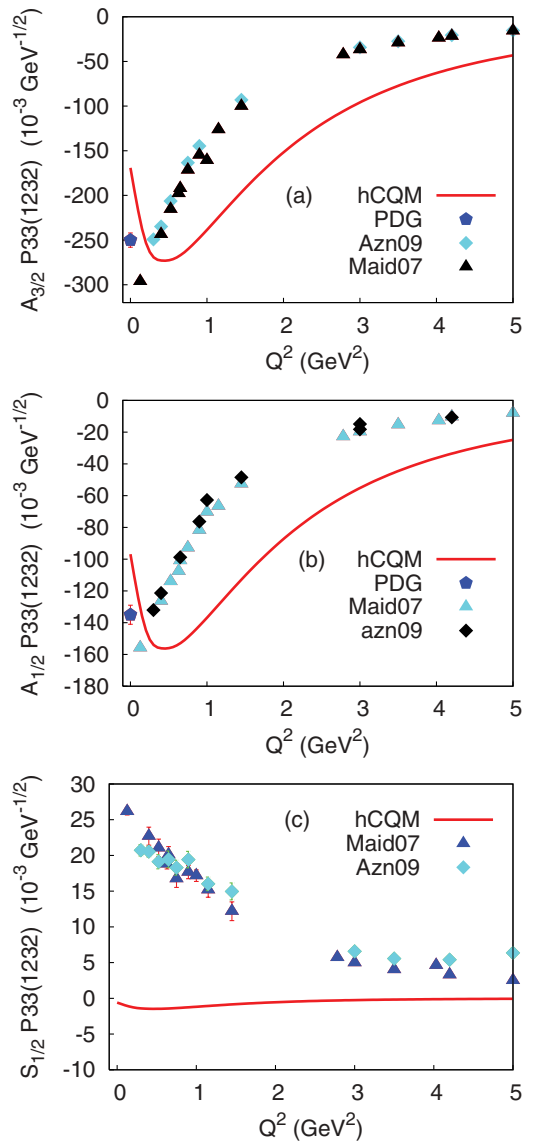 0
-50
-100
-150
-200
-250
-300
A3/2 P33(1232) (10-3 GeV-1/2)
(a)
hCQM
PDG
Azn09
Maid07
0 1 2 3 4 5
Q2 (GeV2)
0
-20
-40
-60
-80
-100
-120
-140
-160
-180
A1/2 P33(1232) (10-3 GeV-1/2)
(b)
hCQM
PDG
Maid07
azn09
0 1 2 3 4 5
Q2 (GeV2)
30
25
20
15
10
5
0
-5
-10
S1/2 P33(1232) (10-3 GeV-1/2)
(c)
hCQM
Maid07
Azn09
0 1 2 3 4 5
Q2 (GeV2)